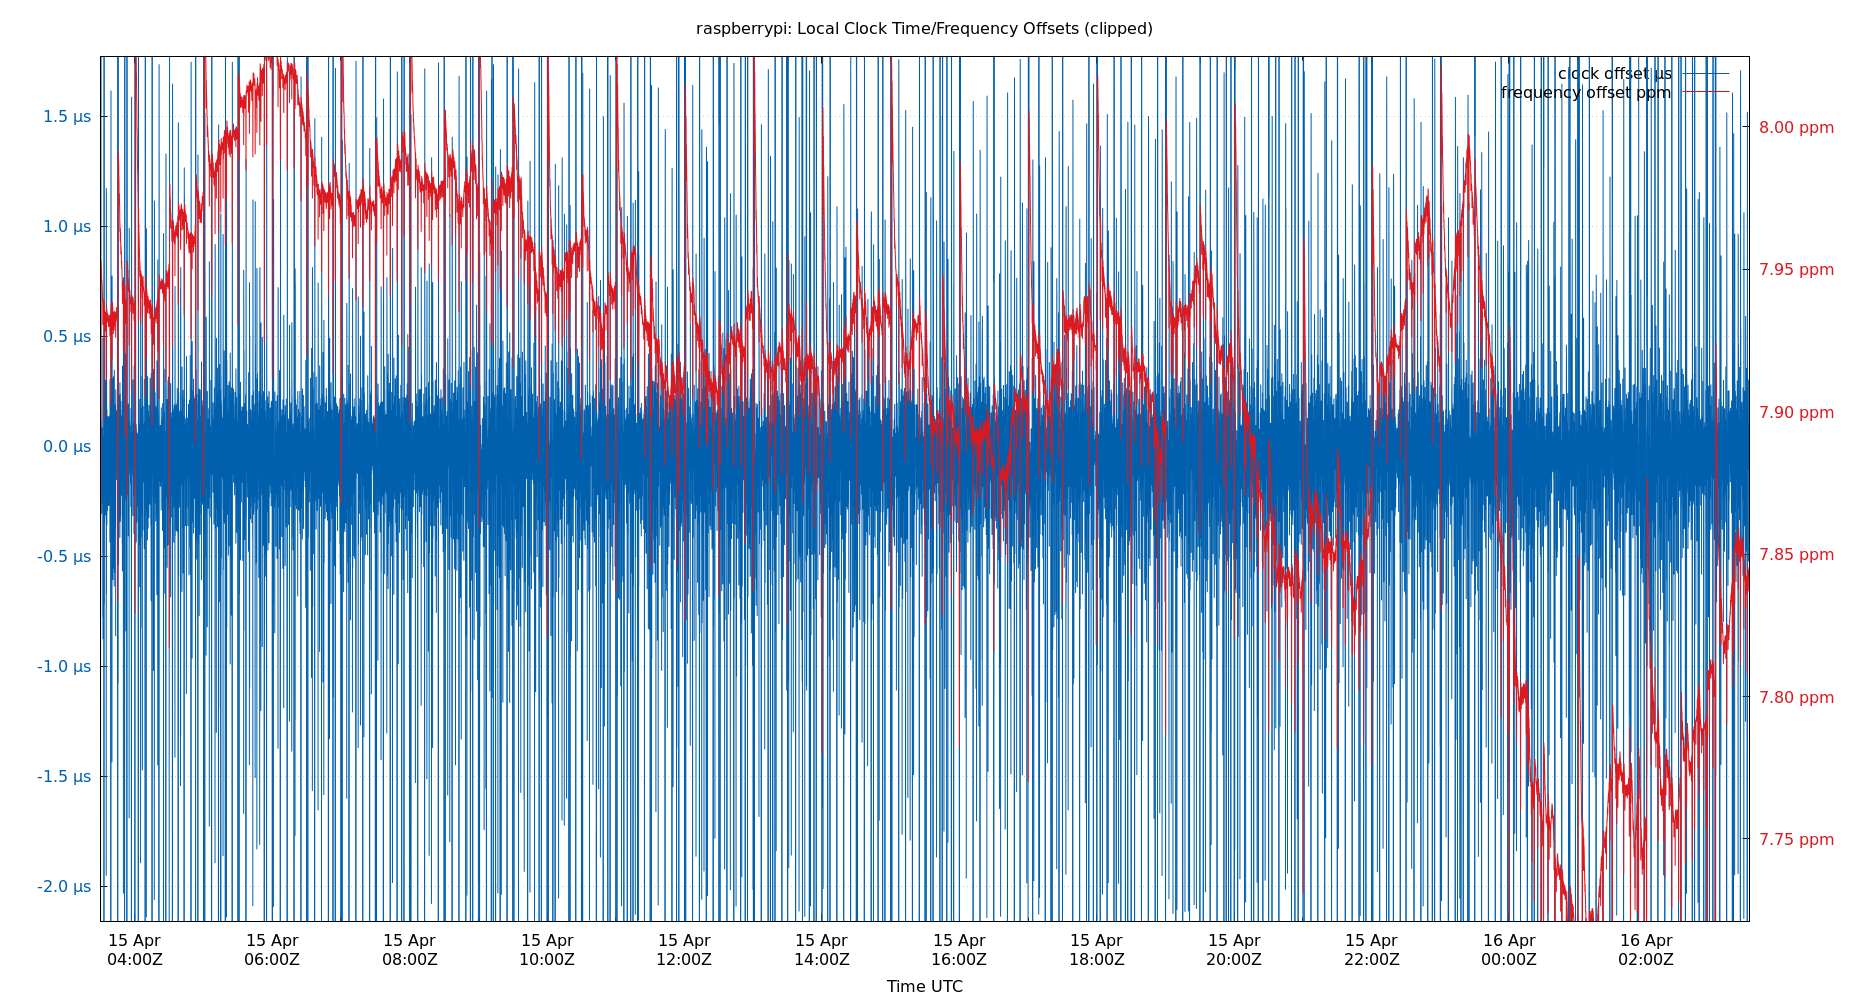 raspberrypi: Local Clock Time/Frequency Offsets (clipped)
clock offset µs
frequency offset ppm
1.5 µs
1.0 µs
0.5 µs
0.0 µs
-0.5 µs
-1.0 µs
-1.5 µs
-2.0 µs
8.00 ppm
7.95 ppm
7.90 ppm
7.85 ppm
7.80 ppm
7.75 ppm
15 Apr 15 Apr 15 Apr 15 Apr 15 Apr 15 Apr 15 Apr 15 Apr 15 Apr 15 Apr 16 Apr 16 Apr
04:00Z 06:00Z 08:00Z 10:00Z 12:00Z 14:00Z 16:00Z 18:00Z 20:00Z 22:00Z 00:00Z 02:00Z
Time UTC